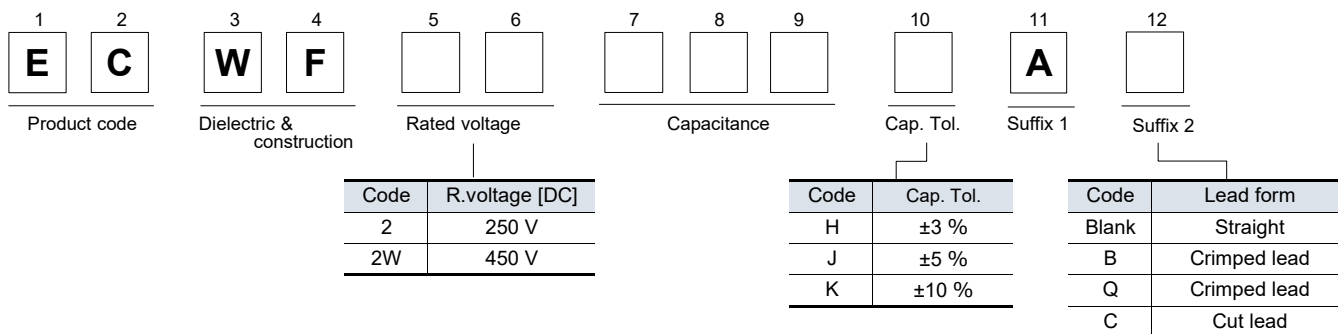 1 2 3 4 5 6 7 8 9 10 11 12
E C W F A
Product code Dielectric & construction Rated voltage Capacitance Cap. Tol. Suffix 1 Suffix 2
Code R.voltage [DC]
2 250 V
2W 450 V
Code Cap. Tol.
H ±3 %
J ±5 %
K ±10 %
Code Lead form
Blank Straight
B Crimped lead
Q Crimped lead
C Cut lead